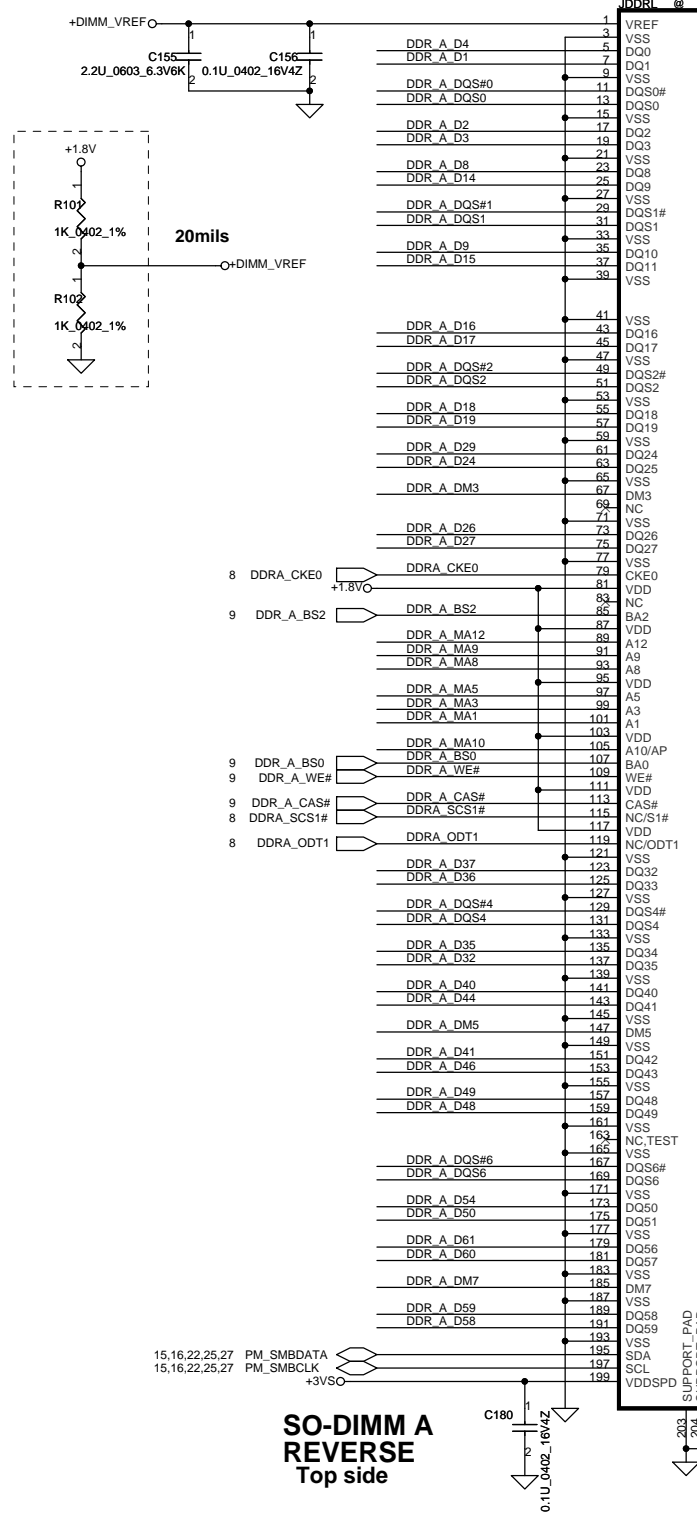 JDDRL @
+DIMM_VREF 1 VREF
3 VSS
DDR_A_D4 5 DQ0
DDR_A_D1 7 DQ1
9 VSS
DDR_A_DQS#0 11 DQS0#
DDR_A_DQS0 13 DQS0
15 VSS
DDR_A_D2 17 DQ2
DDR_A_D3 19 DQ3
21 VSS
DDR_A_D8 23 DQ8
DDR_A_D14 25 DQ9
27 VSS
DDR_A_DQS#1 29 DQS1#
DDR_A_DQS1 31 DQS1
33 VSS
DDR_A_D9 35 DQ10
DDR_A_D15 37 DQ11
39 VSS
1 1
C155 C156
2.2U_0603_6.3V6K 0.1U_0402_16V4Z
2 2
+1.8V
1
R101
1K_0402_1%
2
20mils
+DIMM_VREF
1
R102
1K_0402_1%
2
41 VSS
DDR_A_D16 43 DQ16
DDR_A_D17 45 DQ17
47 VSS
DDR_A_DQS#2 49 DQS2#
DDR_A_DQS2 51 DQS2
53 VSS
DDR_A_D18 55 DQ18
DDR_A_D19 57 DQ19
59 VSS
DDR_A_D29 61 DQ24
DDR_A_D24 63 DQ25
65 VSS
DDR_A_DM3 67 DM3
69 NC
71 VSS
DDR_A_D26 73 DQ26
DDR_A_D27 75 DQ27
77 VSS
8 DDRA_CKE0 DDRA_CKE0 79 CKE0
+1.8V 81 VDD
83 NC
9 DDR_A_BS2 DDR_A_BS2 85 BA2
87 VDD
DDR_A_MA12 89 A12
DDR_A_MA9 91 A9
DDR_A_MA8 93 A8
95 VDD
DDR_A_MA5 97 A5
DDR_A_MA3 99 A3
DDR_A_MA1 101 A1
103 VDD
DDR_A_MA10 105 A10/AP
9 DDR_A_BS0 DDR_A_BS0 107 BA0
9 DDR_A_WE# DDR_A_WE# 109 WE#
111 VDD
9 DDR_A_CAS# DDR_A_CAS# 113 CAS#
8 DDRA_SCS1# DDRA_SCS1# 115 NC/S1#
117 VDD
8 DDRA_ODT1 DDRA_ODT1 119 NC/ODT1
121 VSS
DDR_A_D37 123 DQ32
DDR_A_D36 125 DQ33
127 VSS
DDR_A_DQS#4 129 DQS4#
DDR_A_DQS4 131 DQS4
133 VSS
DDR_A_D35 135 DQ34
DDR_A_D32 137 DQ35
139 VSS
DDR_A_D40 141 DQ40
DDR_A_D44 143 DQ41
145 VSS
DDR_A_DM5 147 DM5
149 VSS
DDR_A_D41 151 DQ42
DDR_A_D46 153 DQ43
155 VSS
DDR_A_D49 157 DQ48
DDR_A_D48 159 DQ49
161 VSS
163 NC,TEST
165 VSS
DDR_A_DQS#6 167 DQS6#
DDR_A_DQS6 169 DQS6
171 VSS
DDR_A_D54 173 DQ50
DDR_A_D50 175 DQ51
177 VSS
DDR_A_D61 179 DQ56
DDR_A_D60 181 DQ57
183 VSS
DDR_A_DM7 185 DM7
187 VSS
DDR_A_D59 189 DQ58
DDR_A_D58 191 DQ59
193 VSS
15,16,22,25,27 PM_SMBDATA 195 SDA
15,16,22,25,27 PM_SMBCLK 197 SCL
+3VS 199 VDDSPD
SUPPORT_PAD
203
204
1
C180
2
0.1U_0402_16V4Z
SO-DIMM A
REVERSE
Top side